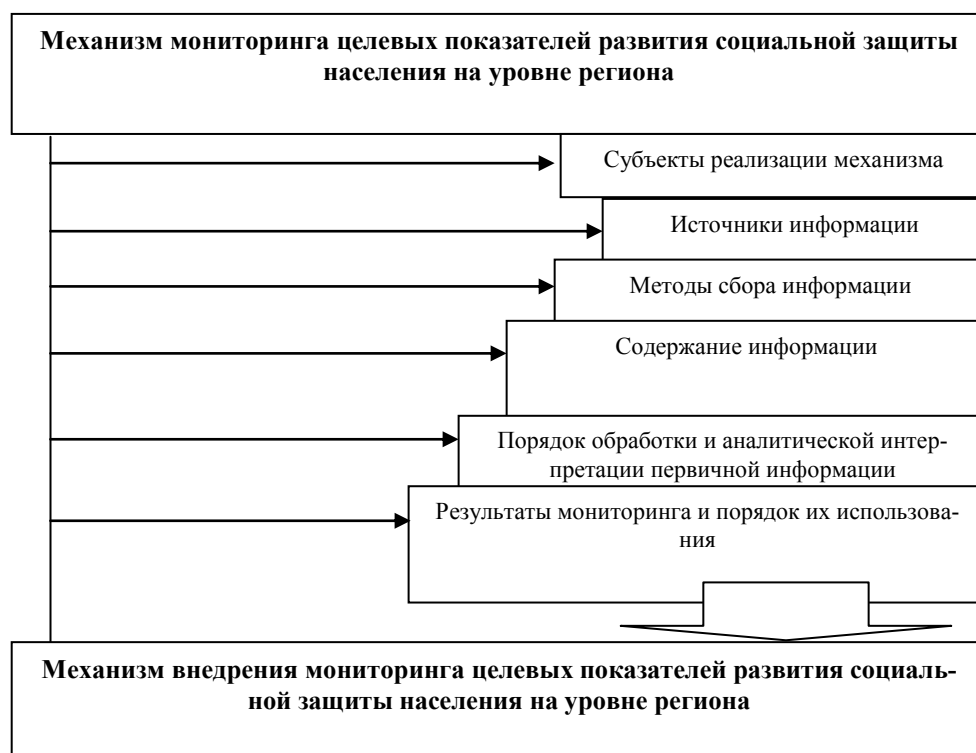 Механизм мониторинга целевых показателей развития социальной защиты
населения на уровне региона
Субъекты реализации механизма
Источники информации
Методы сбора информации
Содержание информации
Порядок обработки и аналитической интер-
претации первичной информации
Результаты мониторинга и порядок их использова-
ния
Механизм внедрения мониторинга целевых показателей развития социаль-
ной защиты населения на уровне региона